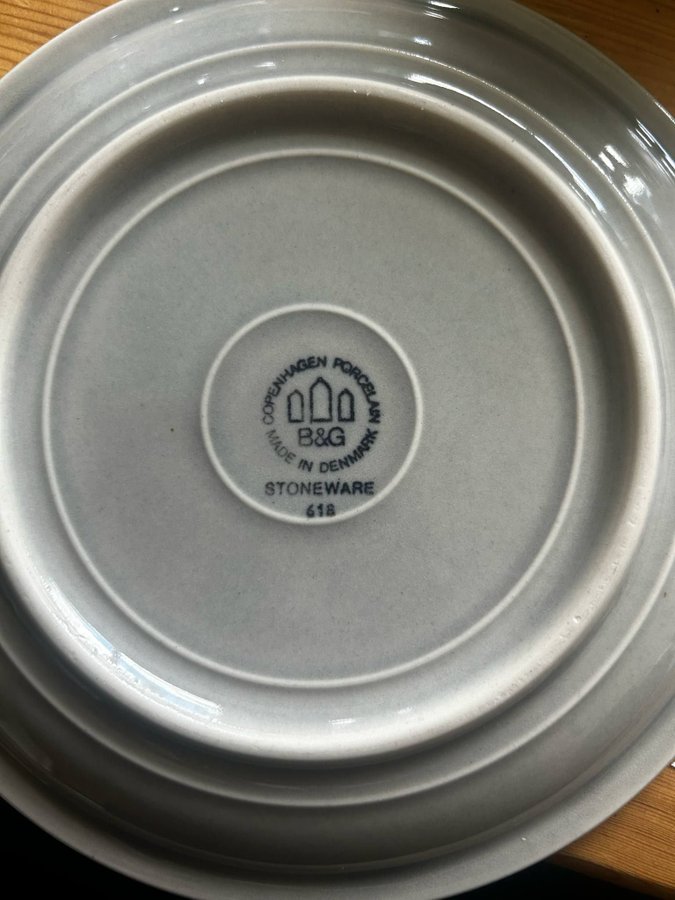 COPENHAGEN PORCELAIN
B&G
MADE IN DENMARK
STONEWARE
618